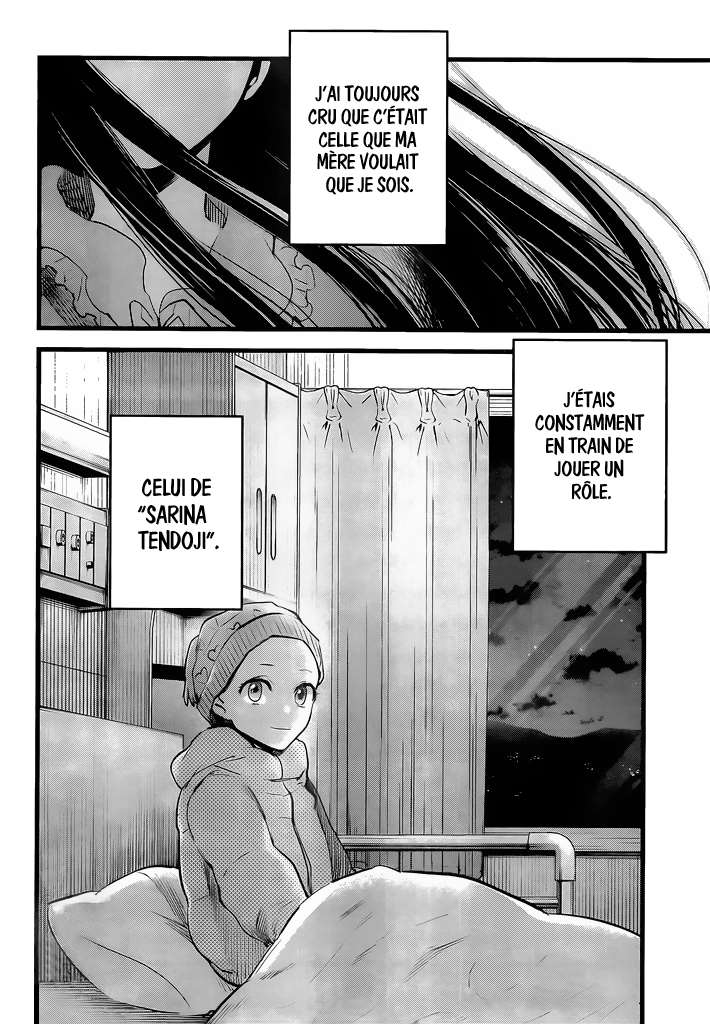 J'AI TOUJOURS
CRU QUE C'ÉTAIT
CELLE QUE MA
MÈRE VOULAIT
QUE JE SOIS.
J'ÉTAIS
CONSTAMMENT
EN TRAIN DE
JOUER UN
RÔLE.
CELUI DE
"SARINA
TENDOJI".